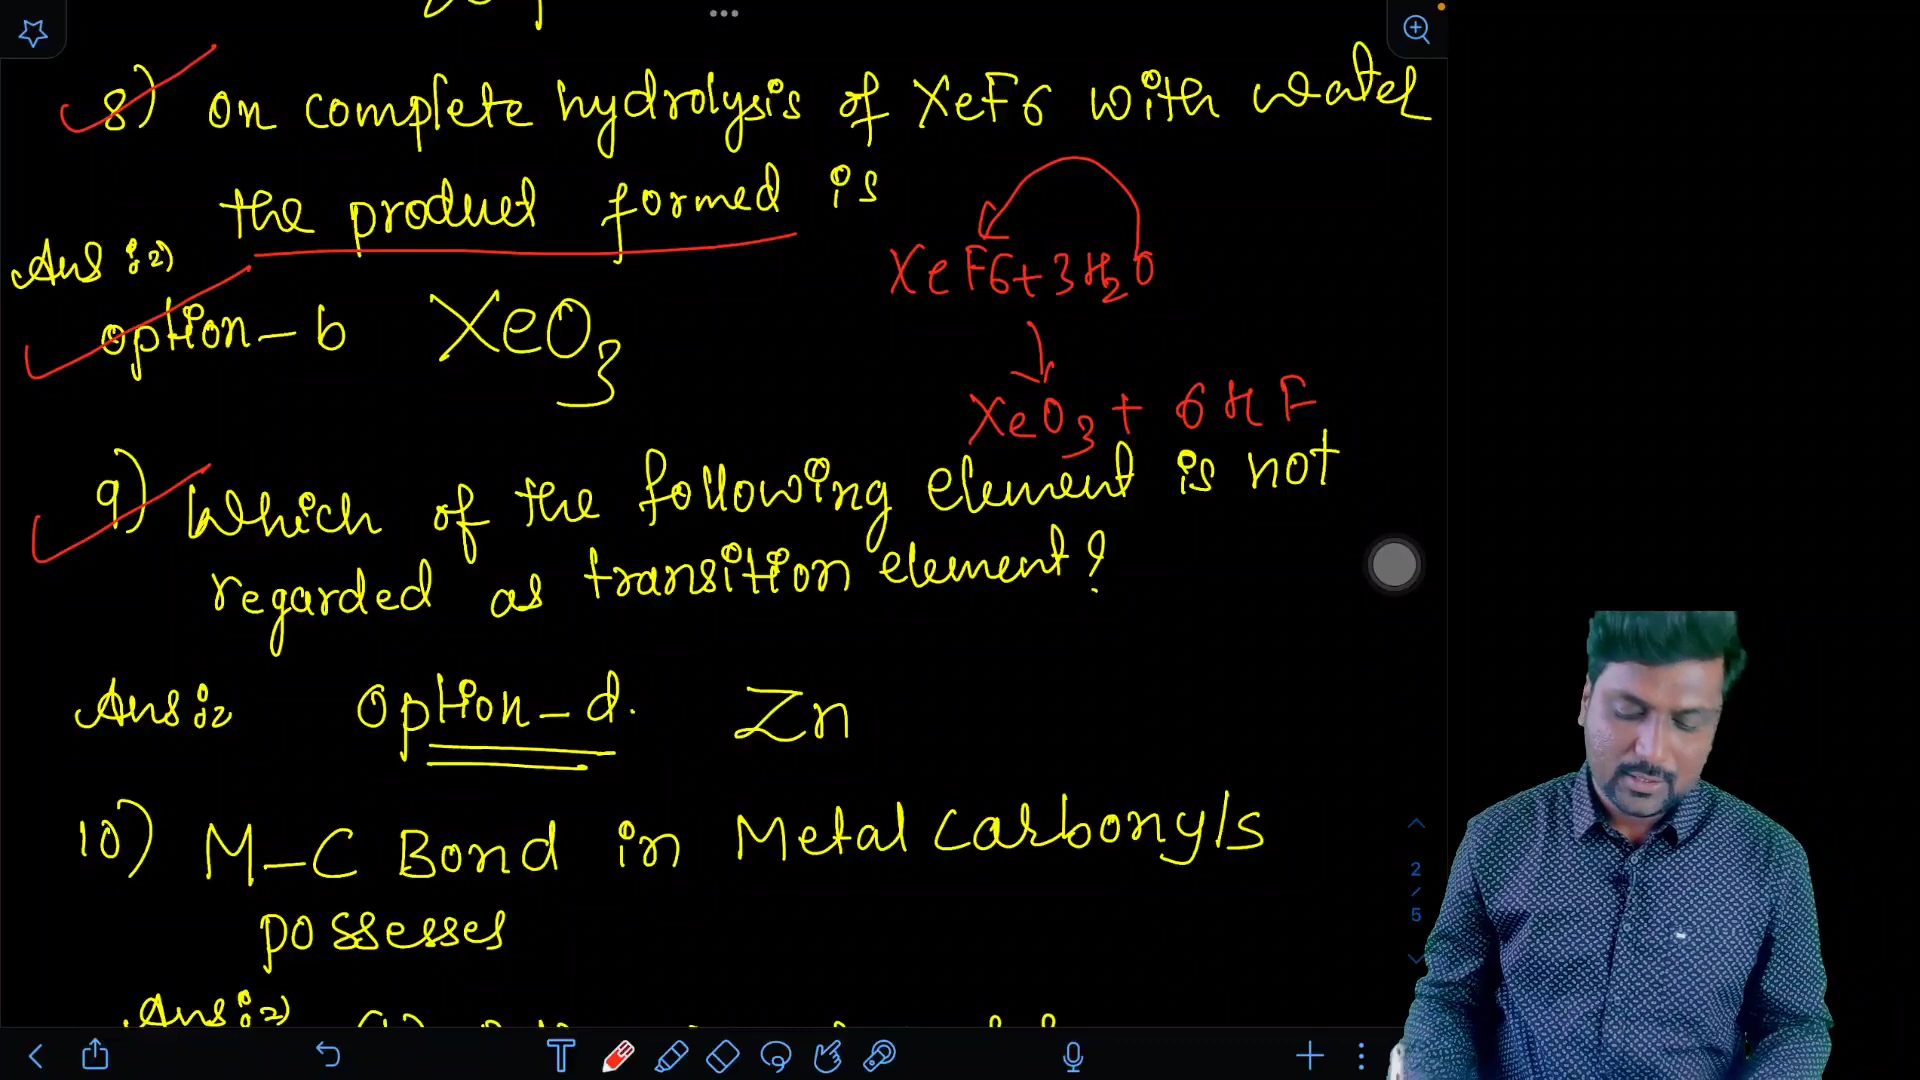 8) On complete hydrolysis of XeF6 with water
the product formed is
Ans:
option - b XeO3
XeF6 + 3H2O
XeO3 + 6HF
9) Which of the following element is not
regarded as transition element?
Ans: option - d. Zn
10) M-C Bond in Metal carbonyls
possesses
Ans:
2
/
5
T